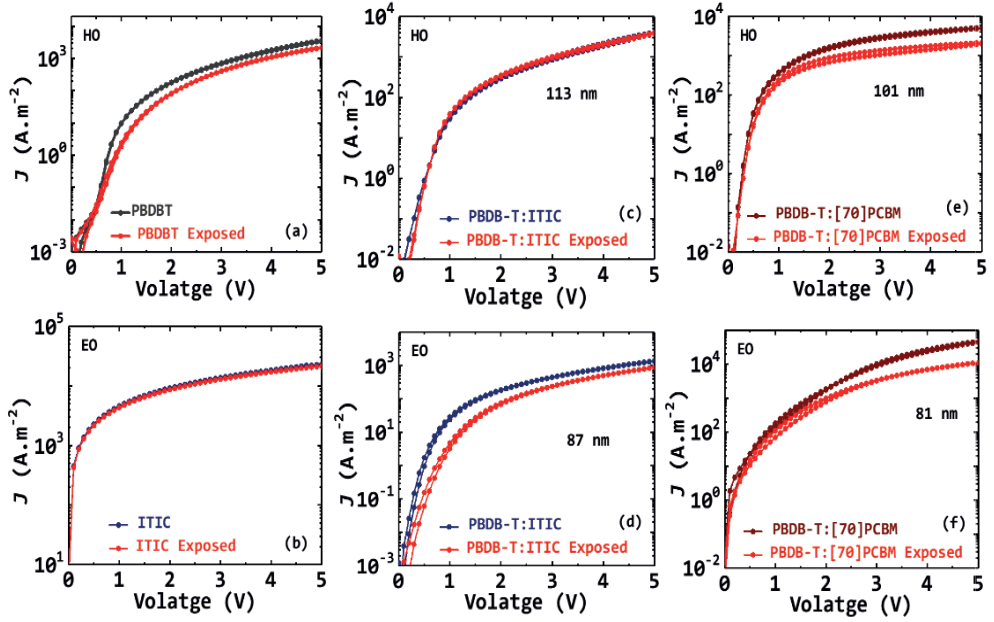 HO
10³
10⁰
10⁻³
J (A.m⁻²)
PBDBT
PBDBT Exposed
(a)
0 1 2 3 4 5
Volatge (V)
HO
10⁴
10²
10⁰
10⁻²
J (A.m⁻²)
113 nm
PBDB-T:ITIC
PBDB-T:ITIC Exposed
(c)
0 1 2 3 4 5
Volatge (V)
HO
10⁴
10²
10⁰
10⁻²
J (A.m⁻²)
101 nm
PBDB-T:[70]PCBM
PBDB-T:[70]PCBM Exposed
(e)
0 1 2 3 4 5
Volatge (V)
EO
10⁵
10³
10¹
J (A.m⁻²)
ITIC
ITIC Exposed
(b)
0 1 2 3 4 5
Volatge (V)
EO
10³
10¹
10⁻¹
10⁻³
J (A.m⁻²)
87 nm
PBDB-T:ITIC
PBDB-T:ITIC Exposed
(d)
0 1 2 3 4 5
Volatge (V)
EO
10⁴
10²
10⁰
10⁻²
J (A.m⁻²)
81 nm
PBDB-T:[70]PCBM
PBDB-T:[70]PCBM Exposed
(f)
0 1 2 3 4 5
Volatge (V)